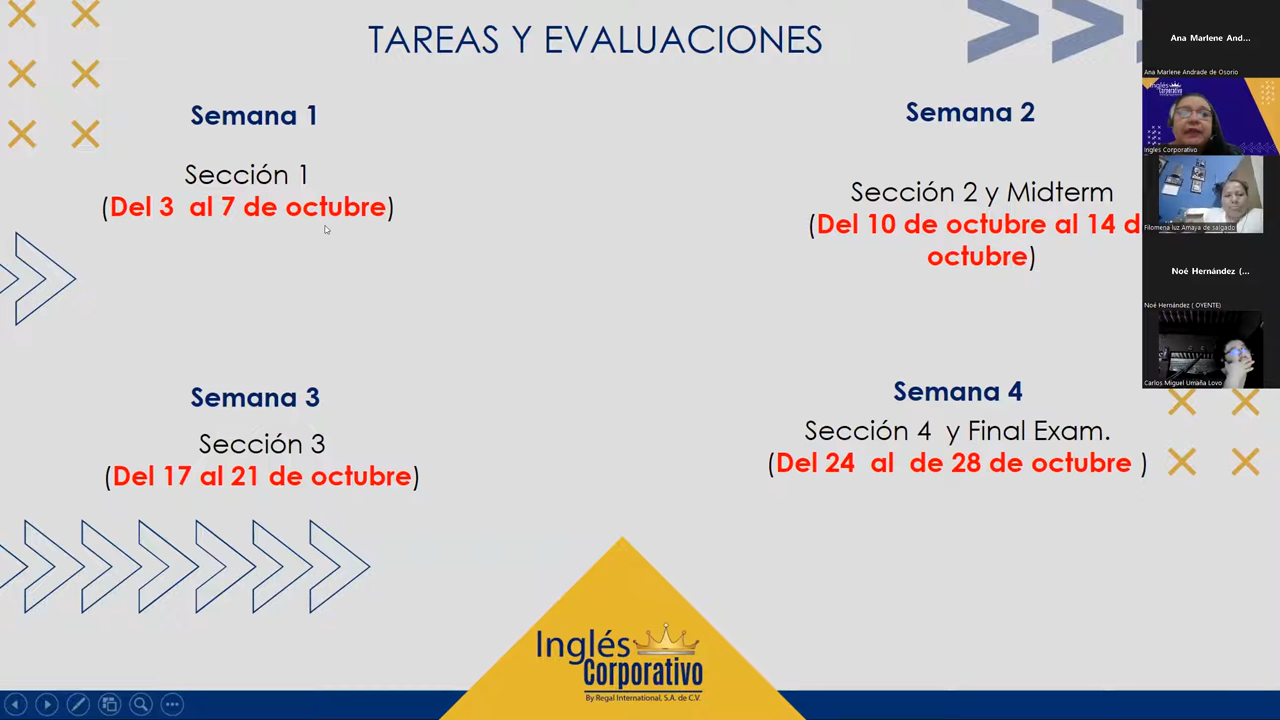 TAREAS Y EVALUACIONES
Semana 1
Sección 1
(Del 3 al 7 de octubre)
Semana 2
Sección 2 y Midterm
(Del 10 de octubre al 14 d
octubre)
Semana 3
Sección 3
(Del 17 al 21 de octubre)
Semana 4
Sección 4 y Final Exam.
(Del 24 al de 28 de octubre )
Inglés
Corporativo
By Regal International, S.A. de C.V.
Ana Marlene And...
Ana Marlene Andrade de Osorio
Inglés
Corporativo
Ingles Corporativo
Filomena luz Amaya de salgado
Noé Hernández (...
Noé Hernández ( OYENTE)
Carlos Miguel Umaña Lovo